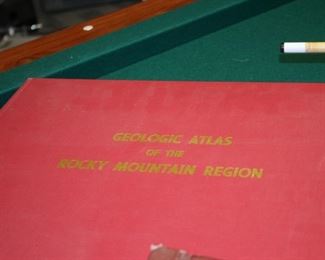 GEOLOGIC ATLAS
OF THE
ROCKY MOUNTAIN REGION